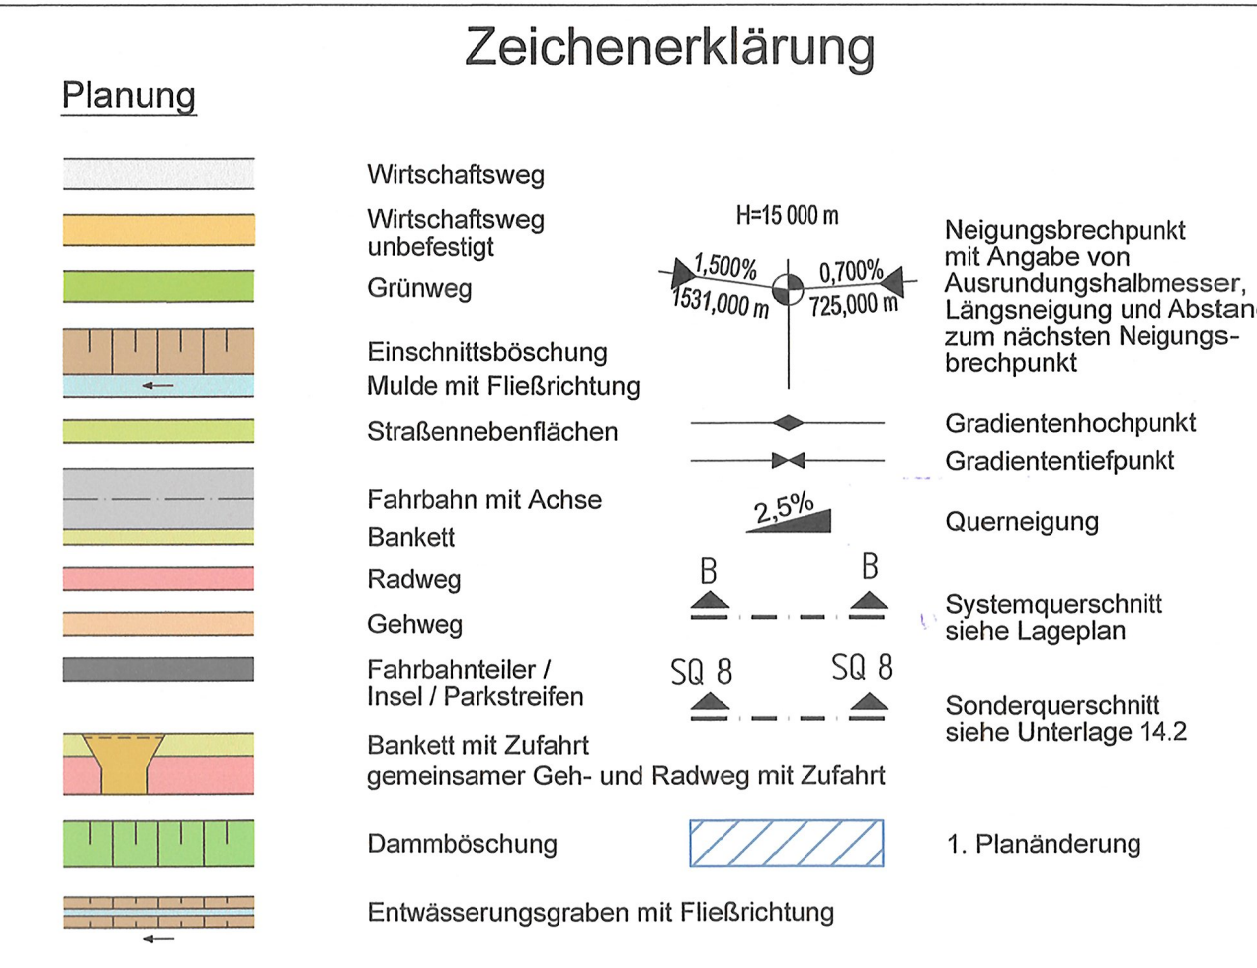 Zeichenerklärung
Planung
Wirtschaftsweg
Wirtschaftsweg
unbefestigt
Grünweg
Einschnittsböschung
Mulde mit Fließrichtung
Straßennebenflächen
Fahrbahn mit Achse
Bankett
Radweg
Gehweg
Fahrbahnteiler /
Insel / Parkstreifen
Bankett mit Zufahrt
gemeinsamer Geh- und Radweg mit Zufahrt
Dammböschung
Entwässerungsgraben mit Fließrichtung
H=15 000 m
1,500% 0,700%
1531,000 m 725,000 m
Neigungsbrechpunkt
mit Angabe von
Ausrundungshalbmesser,
Längsneigung und Abstan
zum nächsten Neigungs-
brechpunkt
Gradientenhochpunkt
Gradiententiefpunkt
2,5%
Querneigung
B B
Systemquerschnitt
siehe Lageplan
SQ 8 SQ 8
Sonderquerschnitt
siehe Unterlage 14.2
1. Planänderung